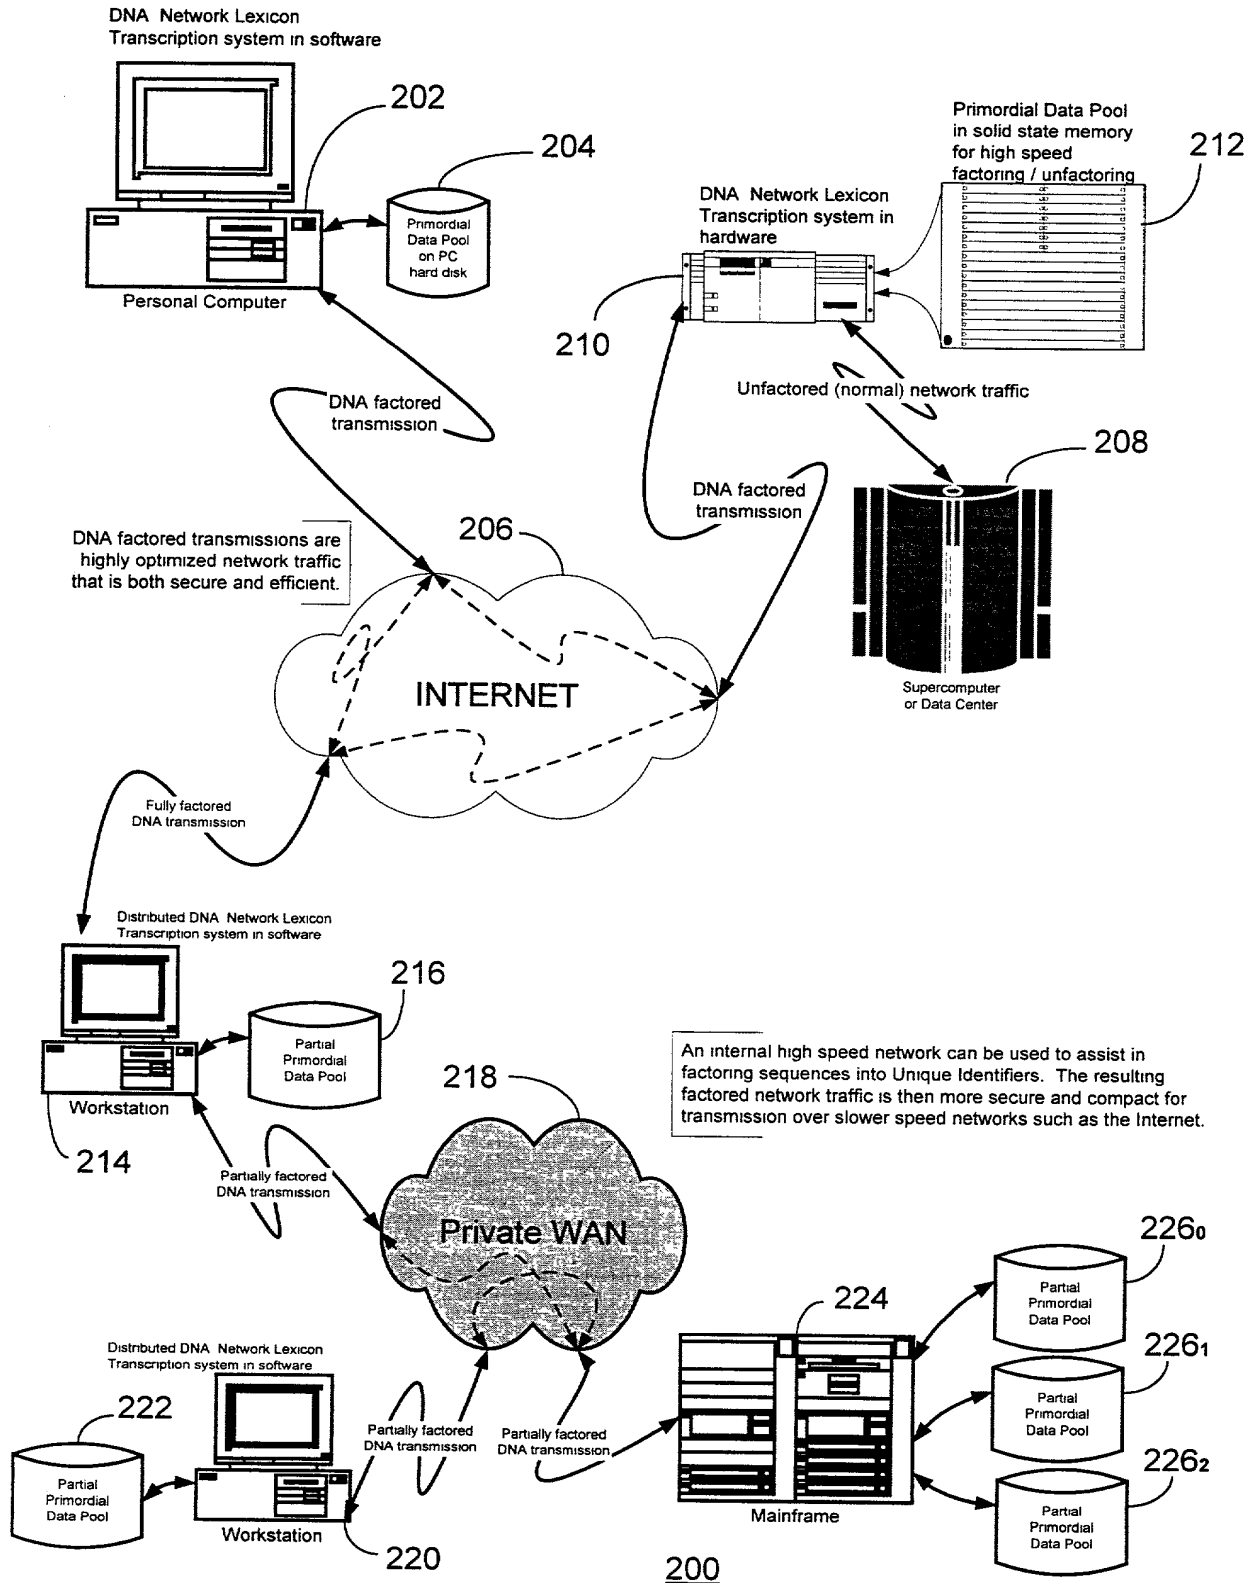 DNA Network Lexicon
Transcription system in software
202
204
Primordial
Data Pool
on PC
hard disk
Personal Computer
Primordial Data Pool
in solid state memory
for high speed
factoring / unfactoring
212
DNA Network Lexicon
Transcription system in
hardware
210
Unfactored (normal) network traffic
DNA factored
transmission
208
DNA factored
transmission
Supercomputer
or Data Center
DNA factored transmissions are
highly optimized network traffic
that is both secure and efficient.
206
INTERNET
Fully factored
DNA transmission
Distributed DNA Network Lexicon
Transcription system in software
216
Partial
Primordial
Data Pool
Workstation
214
An internal high speed network can be used to assist in
factoring sequences into Unique Identifiers. The resulting
factored network traffic is then more secure and compact for
transmission over slower speed networks such as the Internet.
218
Partially factored
DNA transmission
Private WAN
226₀
Partial
Primordial
Data Pool
224
226₁
Partial
Primordial
Data Pool
226₂
Partial
Primordial
Data Pool
Mainframe
Distributed DNA Network Lexicon
Transcription system in software
222
Partial
Primordial
Data Pool
Partially factored
DNA transmission
Partially factored
DNA transmission
Workstation
220
200